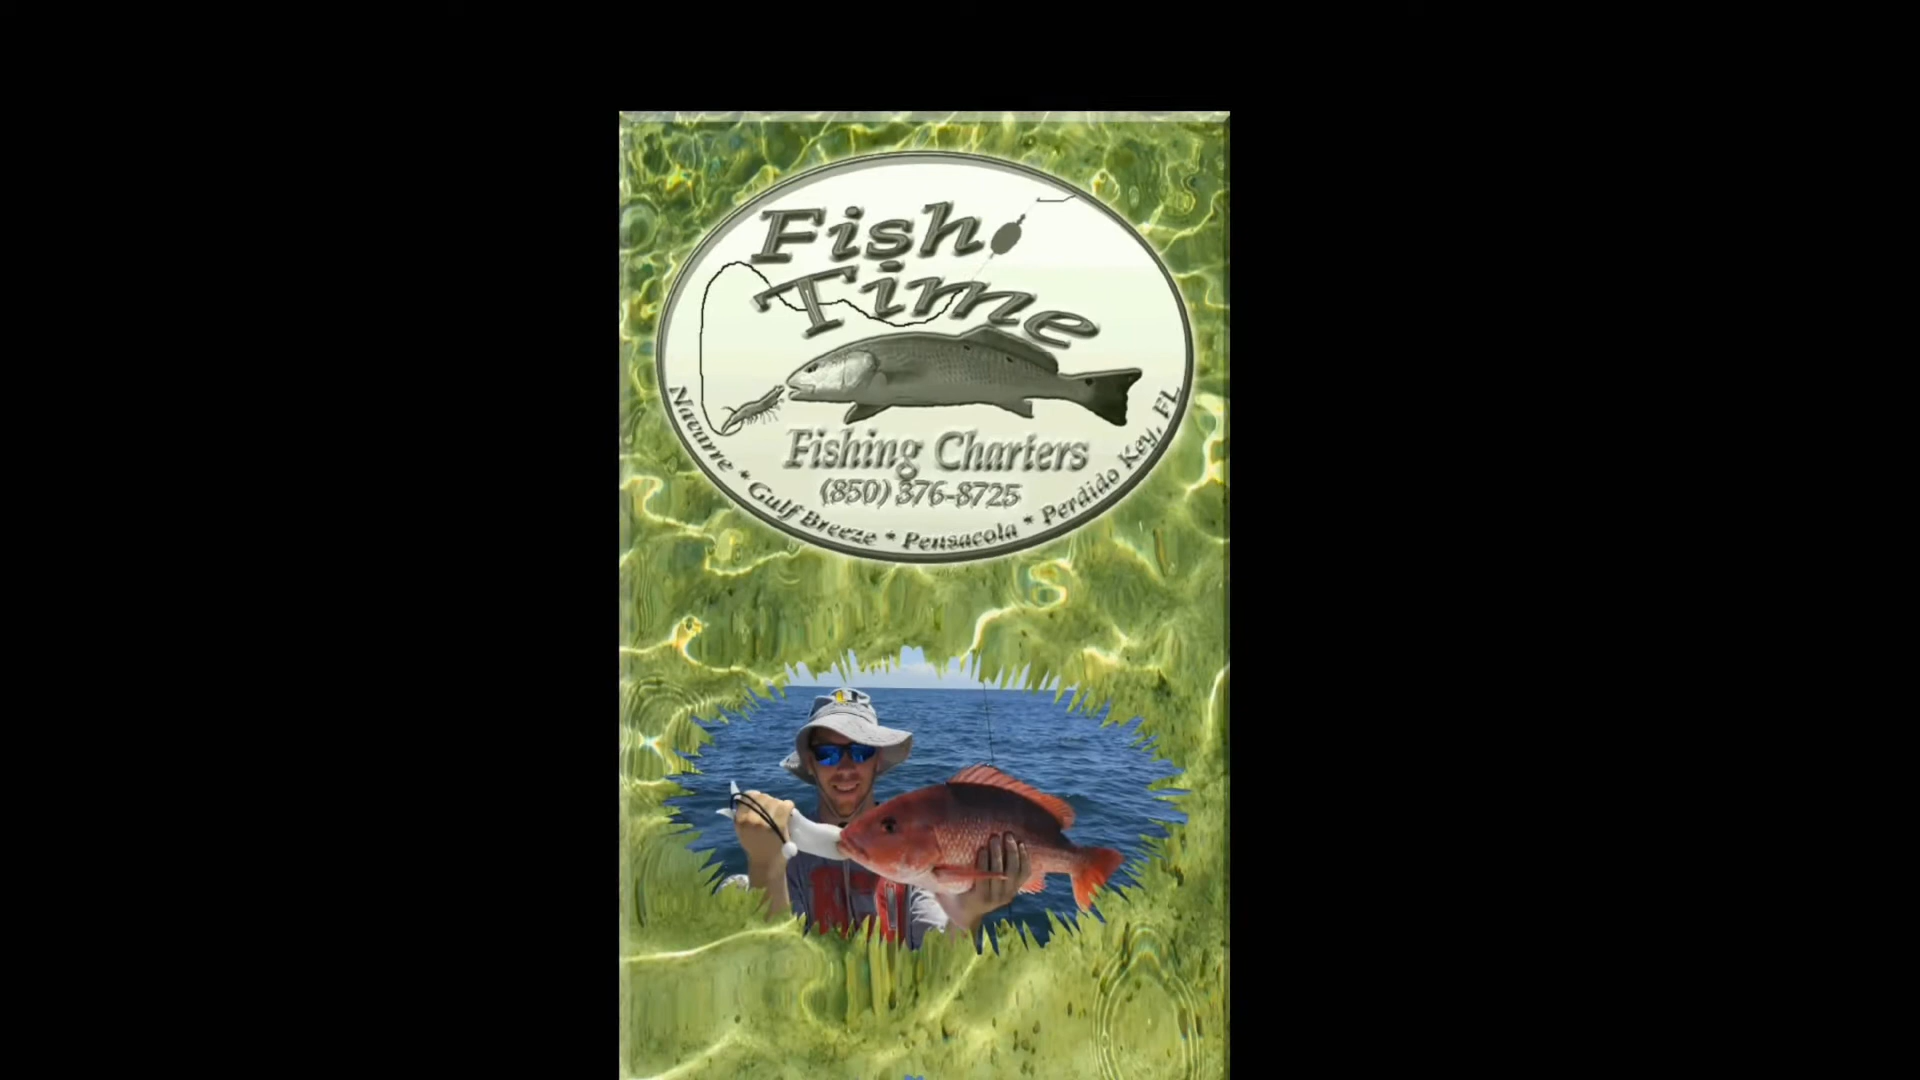 Fish
Time
Fishing Charters
(850) 376-8725
Navarre * Gulf Breeze * Pensacola * Perdido Key, FL